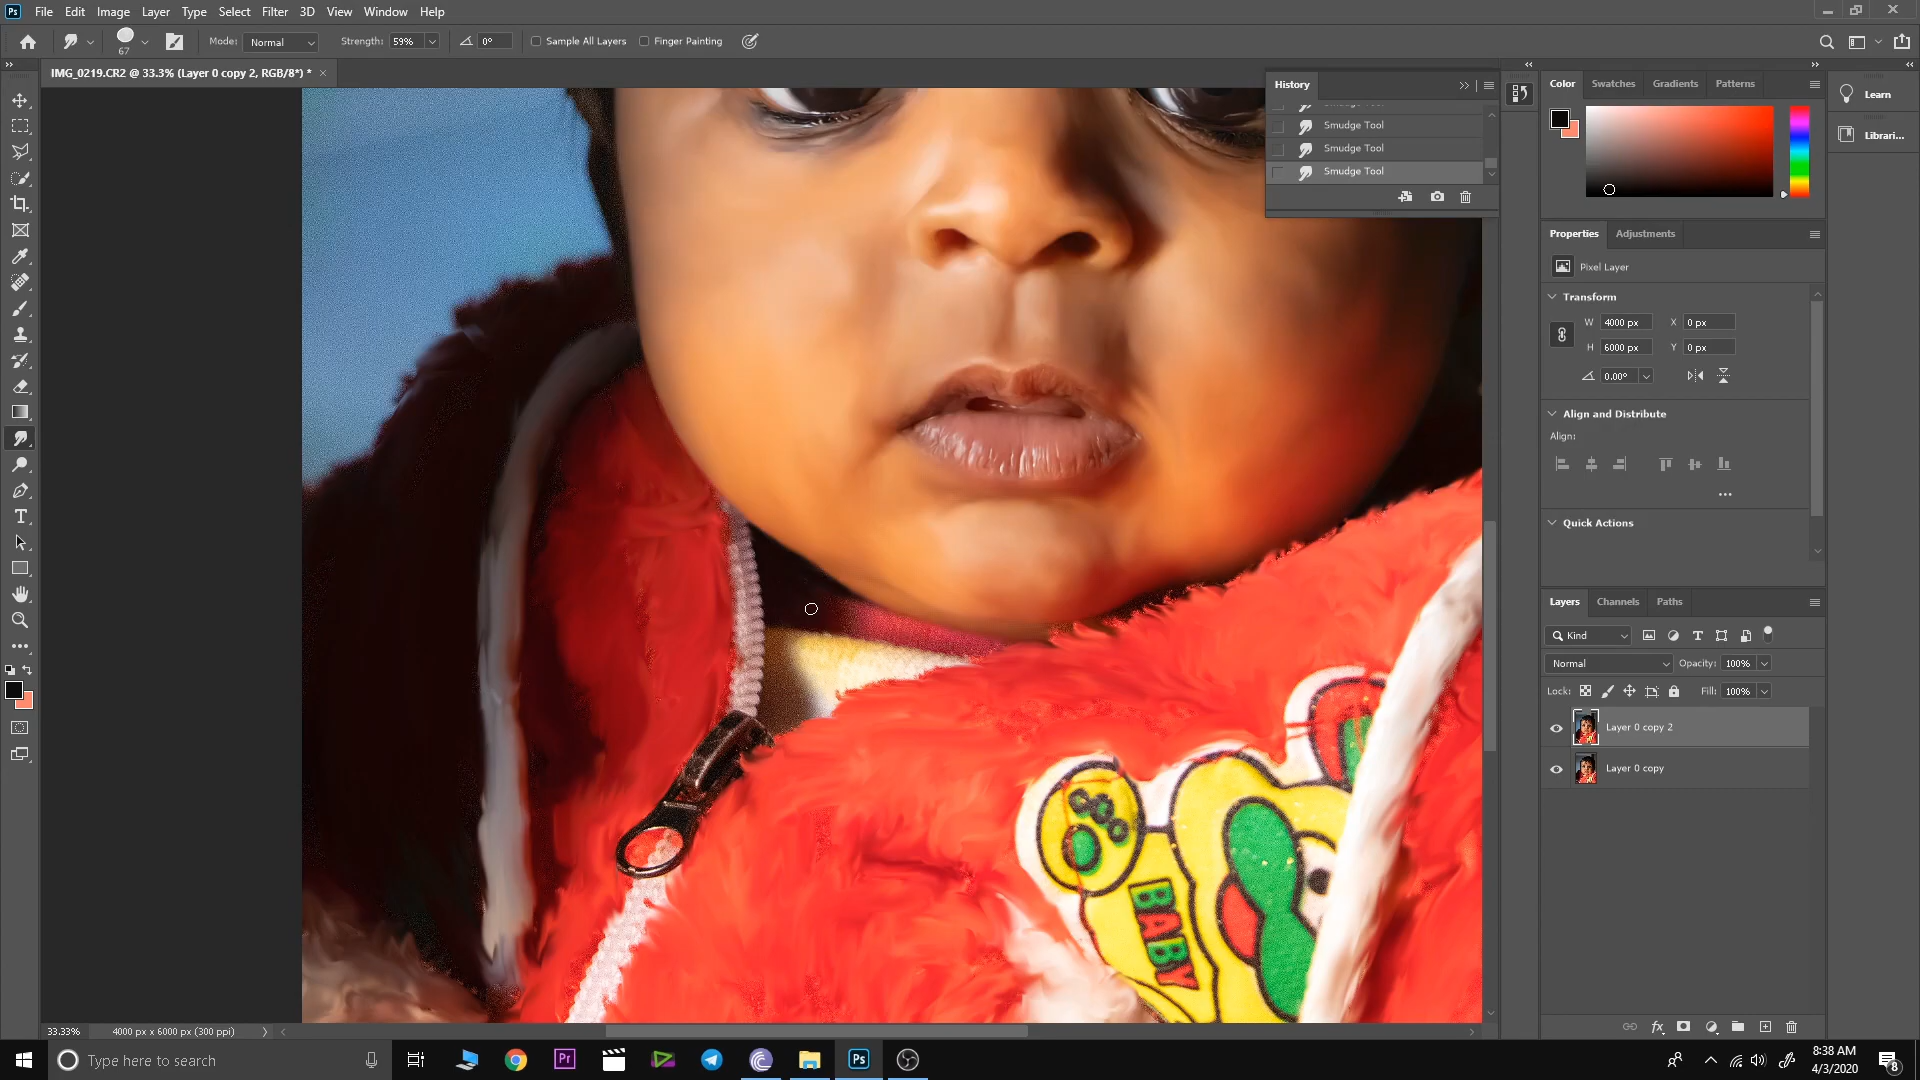 Ps File Edit Image Layer Type Select Filter 3D View Window Help
67 Mode: Normal Strength: 59% 0° Sample All Layers Finger Painting
IMG_0219.CR2 @ 33.3% (Layer 0 copy 2, RGB/8*) * ×
History
Smudge Tool
Smudge Tool
Smudge Tool
Color Swatches Gradients Patterns
Learn
Librari...
Properties Adjustments
Pixel Layer
Transform
W 4000 px X 0 px
H 6000 px Y 0 px
0.00°
Align and Distribute
Align:
Quick Actions
Layers Channels Paths
Kind
Normal Opacity: 100%
Lock: Fill: 100%
Layer 0 copy 2
Layer 0 copy
BABY
33.33% 4000 px x 6000 px (300 ppi)
Type here to search
Pr
Ps
8:38 AM
4/3/2020
8